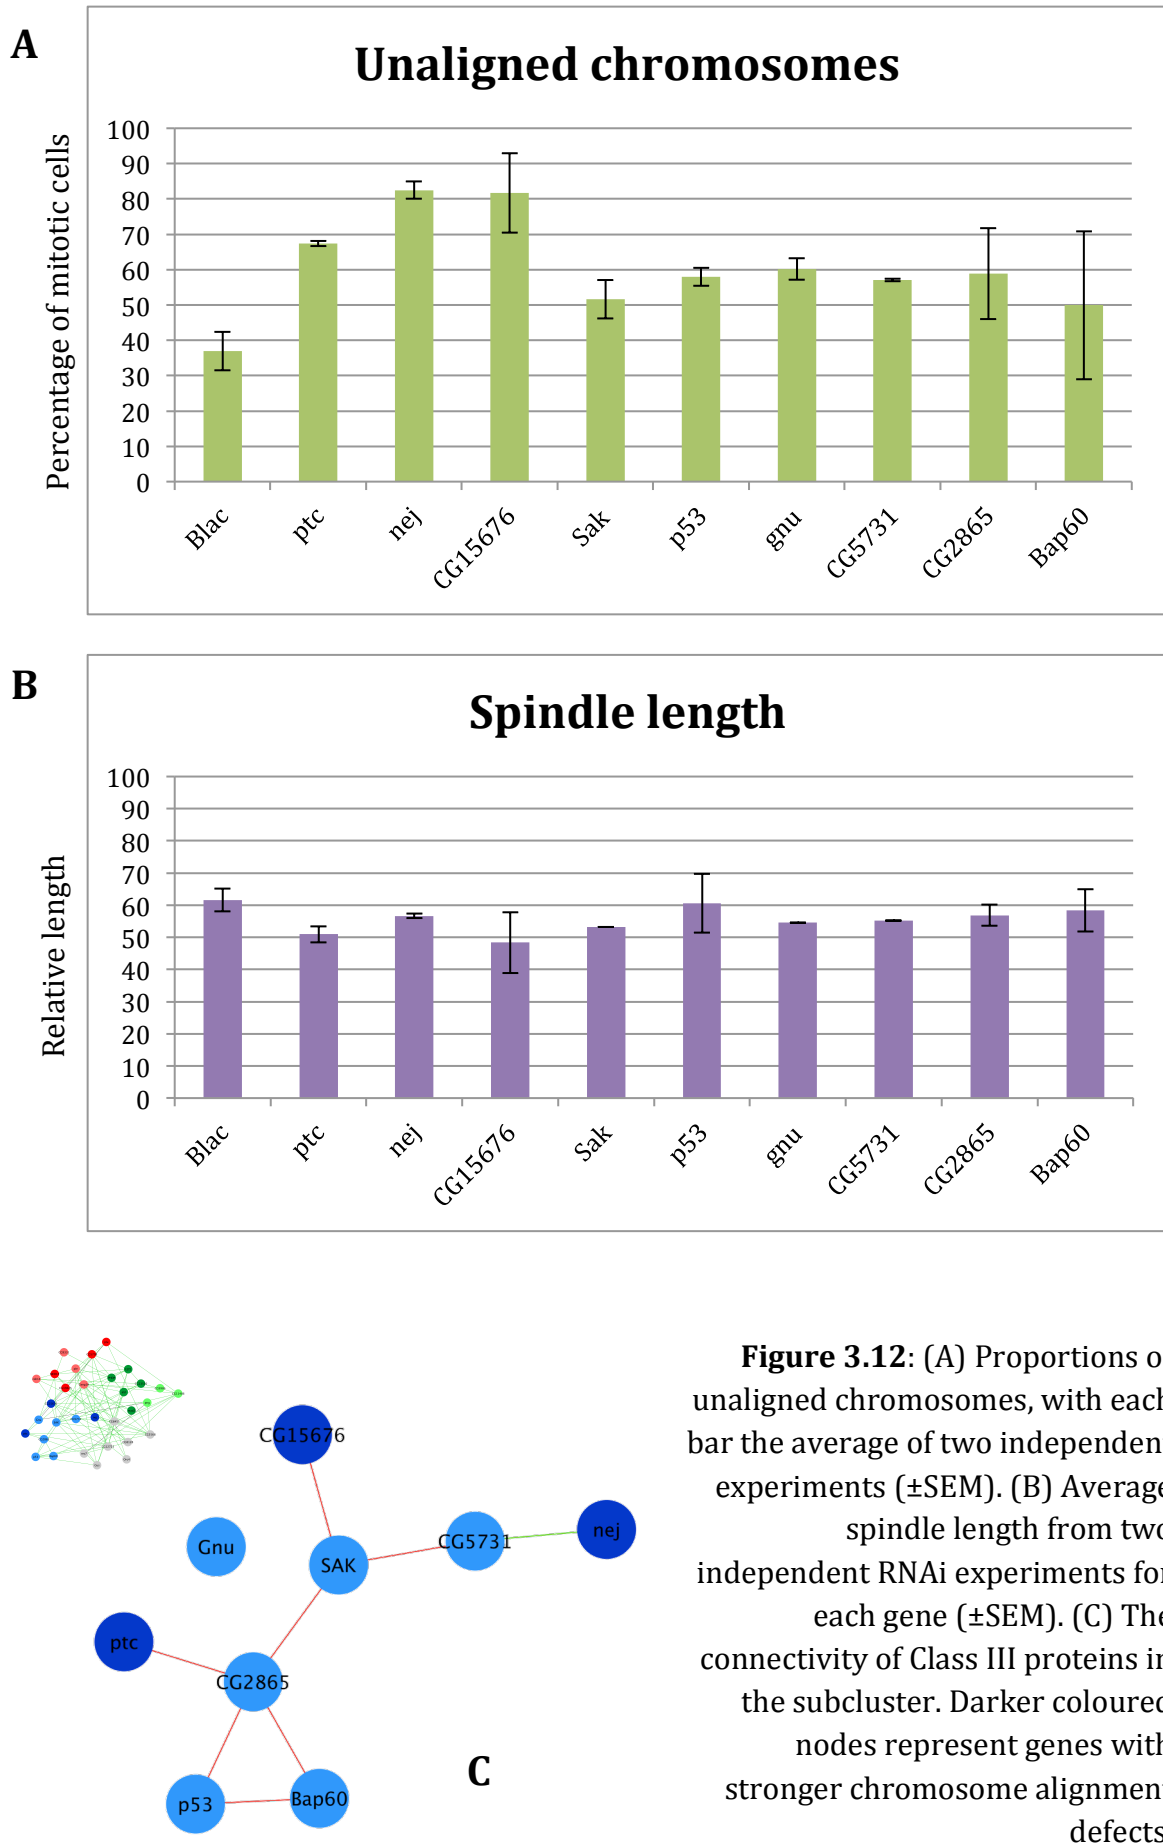 A
Unaligned chromosomes
Percentage of mitotic cells
100
90
80
70
60
50
40
30
20
10
0
Blac
ptc
nej
CG15676
Sak
p53
gnu
CG5731
CG2865
Bap60
B
Spindle length
Relative length
100
90
80
70
60
50
40
30
20
10
0
Blac
ptc
nej
CG15676
Sak
p53
gnu
CG5731
CG2865
Bap60
CG15676
Gnu
SAK
CG5731
nej
ptc
CG2865
p53
Bap60
C
Figure 3.12: (A) Proportions o
unaligned chromosomes, with each
bar the average of two independen
experiments (±SEM). (B) Average
spindle length from two
independent RNAi experiments for
each gene (±SEM). (C) The
connectivity of Class III proteins in
the subcluster. Darker coloured
nodes represent genes with
stronger chromosome alignment
defects